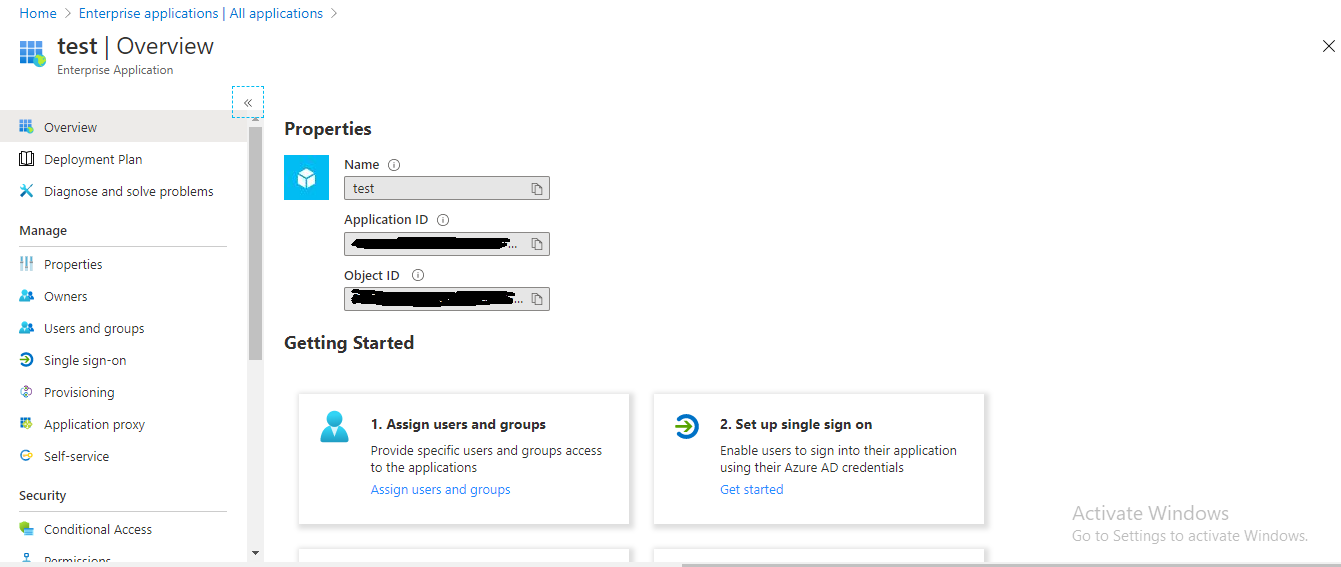 Home > Enterprise applications | All applications >
test | Overview
Enterprise Application
«
Overview
Deployment Plan
Diagnose and solve problems
Manage
Properties
Owners
Users and groups
Single sign-on
Provisioning
Application proxy
Self-service
Security
Conditional Access
Permissions
Properties
Name
test
Application ID
...
Object ID
...
Getting Started
1. Assign users and groups
Provide specific users and groups access
to the applications
Assign users and groups
2. Set up single sign on
Enable users to sign into their application
using their Azure AD credentials
Get started
Activate Windows
Go to Settings to activate Windows.